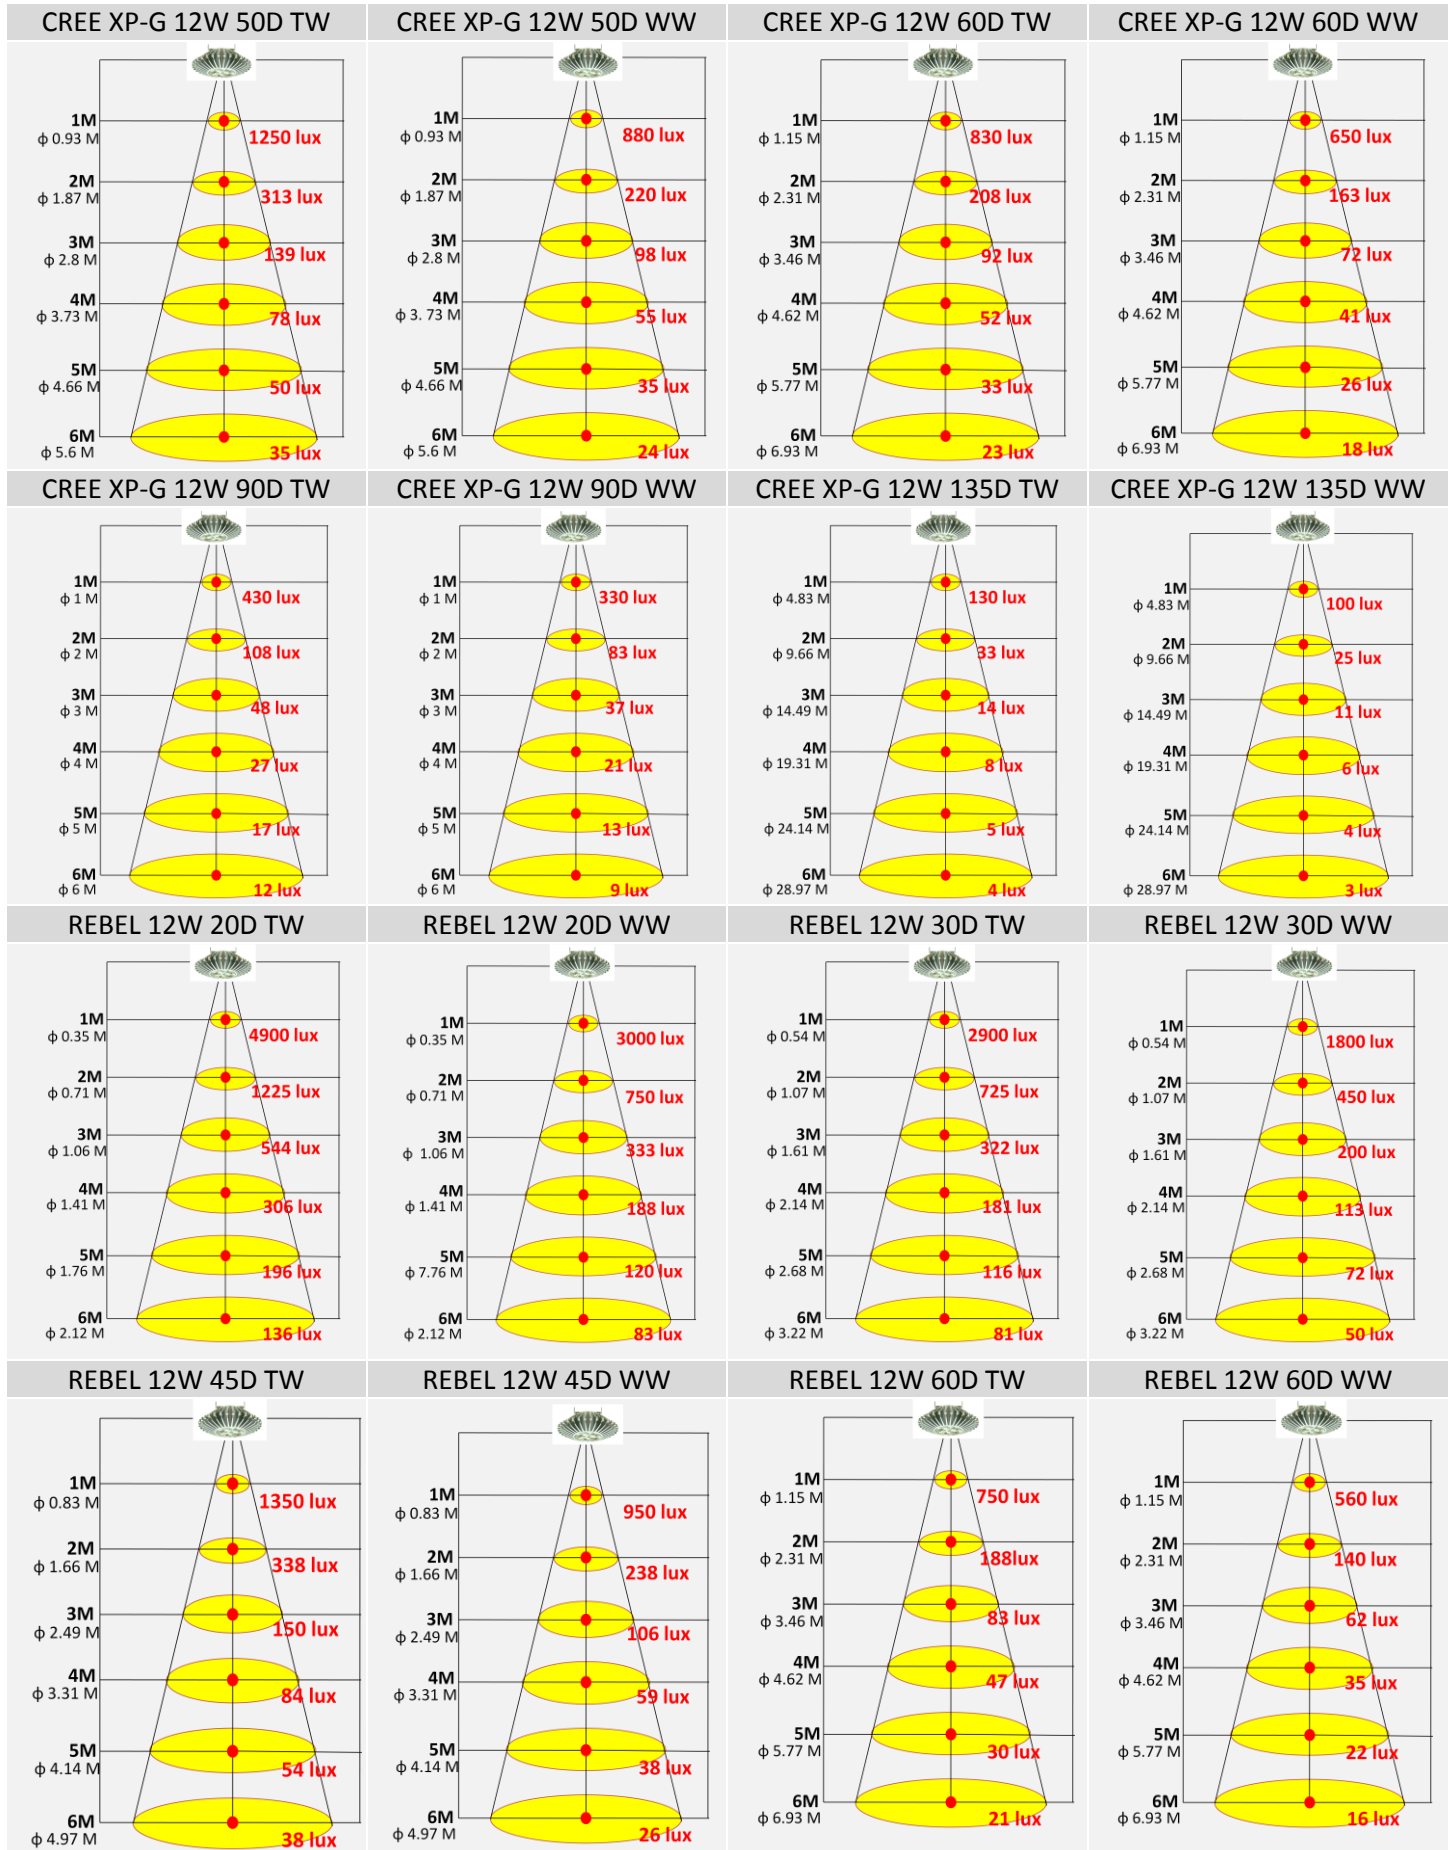 CREE XP-G 12W 50D TW
1M
φ 0.93 M
1250 lux
2M
φ 1.87 M
313 lux
3M
φ 2.8 M
139 lux
4M
φ 3.73 M
78 lux
5M
φ 4.66 M
50 lux
6M
φ 5.6 M
35 lux
CREE XP-G 12W 50D WW
1M
φ 0.93 M
880 lux
2M
φ 1.87 M
220 lux
3M
φ 2.8 M
98 lux
4M
φ 3. 73 M
55 lux
5M
φ 4.66 M
35 lux
6M
φ 5.6 M
24 lux
CREE XP-G 12W 60D TW
1M
φ 1.15 M
830 lux
2M
φ 2.31 M
208 lux
3M
φ 3.46 M
92 lux
4M
φ 4.62 M
52 lux
5M
φ 5.77 M
33 lux
6M
φ 6.93 M
23 lux
CREE XP-G 12W 60D WW
1M
φ 1.15 M
650 lux
2M
φ 2.31 M
163 lux
3M
φ 3.46 M
72 lux
4M
φ 4.62 M
41 lux
5M
φ 5.77 M
26 lux
6M
φ 6.93 M
18 lux
CREE XP-G 12W 90D TW
1M
φ 1 M
430 lux
2M
φ 2 M
108 lux
3M
φ 3 M
48 lux
4M
φ 4 M
27 lux
5M
φ 5 M
17 lux
6M
φ 6 M
12 lux
CREE XP-G 12W 90D WW
1M
φ 1 M
330 lux
2M
φ 2 M
83 lux
3M
φ 3 M
37 lux
4M
φ 4 M
21 lux
5M
φ 5 M
13 lux
6M
φ 6 M
9 lux
CREE XP-G 12W 135D TW
1M
φ 4.83 M
130 lux
2M
φ 9.66 M
33 lux
3M
φ 14.49 M
14 lux
4M
φ 19.31 M
8 lux
5M
φ 24.14 M
5 lux
6M
φ 28.97 M
4 lux
CREE XP-G 12W 135D WW
1M
φ 4.83 M
100 lux
2M
φ 9.66 M
25 lux
3M
φ 14.49 M
11 lux
4M
φ 19.31 M
6 lux
5M
φ 24.14 M
4 lux
6M
φ 28.97 M
3 lux
REBEL 12W 20D TW
1M
φ 0.35 M
4900 lux
2M
φ 0.71 M
1225 lux
3M
φ 1.06 M
544 lux
4M
φ 1.41 M
306 lux
5M
φ 1.76 M
196 lux
6M
φ 2.12 M
136 lux
REBEL 12W 20D WW
1M
φ 0.35 M
3000 lux
2M
φ 0.71 M
750 lux
3M
φ 1.06 M
333 lux
4M
φ 1.41 M
188 lux
5M
φ 7.76 M
120 lux
6M
φ 2.12 M
83 lux
REBEL 12W 30D TW
1M
φ 0.54 M
2900 lux
2M
φ 1.07 M
725 lux
3M
φ 1.61 M
322 lux
4M
φ 2.14 M
181 lux
5M
φ 2.68 M
116 lux
6M
φ 3.22 M
81 lux
REBEL 12W 30D WW
1M
φ 0.54 M
1800 lux
2M
φ 1.07 M
450 lux
3M
φ 1.61 M
200 lux
4M
φ 2.14 M
113 lux
5M
φ 2.68 M
72 lux
6M
φ 3.22 M
50 lux
REBEL 12W 45D TW
1M
φ 0.83 M
1350 lux
2M
φ 1.66 M
338 lux
3M
φ 2.49 M
150 lux
4M
φ 3.31 M
84 lux
5M
φ 4.14 M
54 lux
6M
φ 4.97 M
38 lux
REBEL 12W 45D WW
1M
φ 0.83 M
950 lux
2M
φ 1.66 M
238 lux
3M
φ 2.49 M
106 lux
4M
φ 3.31 M
59 lux
5M
φ 4.14 M
38 lux
6M
φ 4.97 M
26 lux
REBEL 12W 60D TW
1M
φ 1.15 M
750 lux
2M
φ 2.31 M
188lux
3M
φ 3.46 M
83 lux
4M
φ 4.62 M
47 lux
5M
φ 5.77 M
30 lux
6M
φ 6.93 M
21 lux
REBEL 12W 60D WW
1M
φ 1.15 M
560 lux
2M
φ 2.31 M
140 lux
3M
φ 3.46 M
62 lux
4M
φ 4.62 M
35 lux
5M
φ 5.77 M
22 lux
6M
φ 6.93 M
16 lux